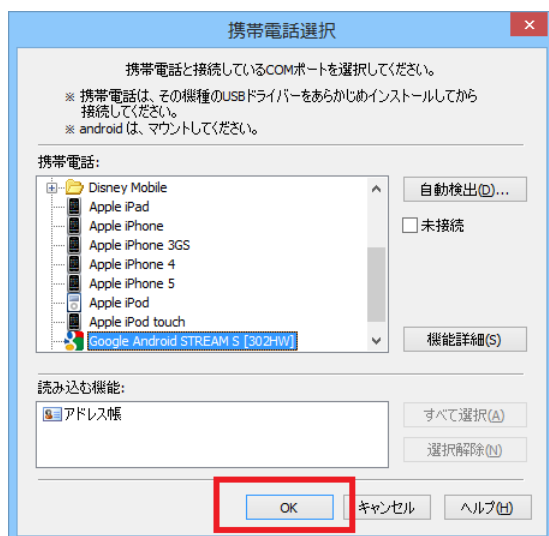 携帯電話選択
携帯電話と接続しているCOMポートを選択してください。
※ 携帯電話は、その機種のUSBドライバーをあらかじめインストールしてから
接続してください。
※ android は、マウントしてください。
携帯電話:
Disney Mobile
Apple iPad
Apple iPhone
Apple iPhone 3GS
Apple iPhone 4
Apple iPhone 5
Apple iPod
Apple iPod touch
Google Android STREAM S [302HW]
自動検出(D)...
未接続
機能詳細(S)
読み込む機能:
アドレス帳
すべて選択(A)
選択解除(N)
OK
キャンセル
ヘルプ(H)